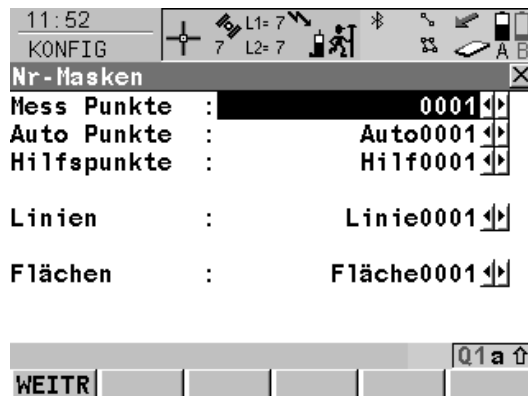 11:52
KONFIG
7
L1= 7
L2= 7
A B
Nr-Masken
Mess Punkte : 0001
Auto Punkte : Auto0001
Hilfspunkte : Hilf0001
Linien : Linie0001
Flächen : Fläche0001
Q1 a
WEITR